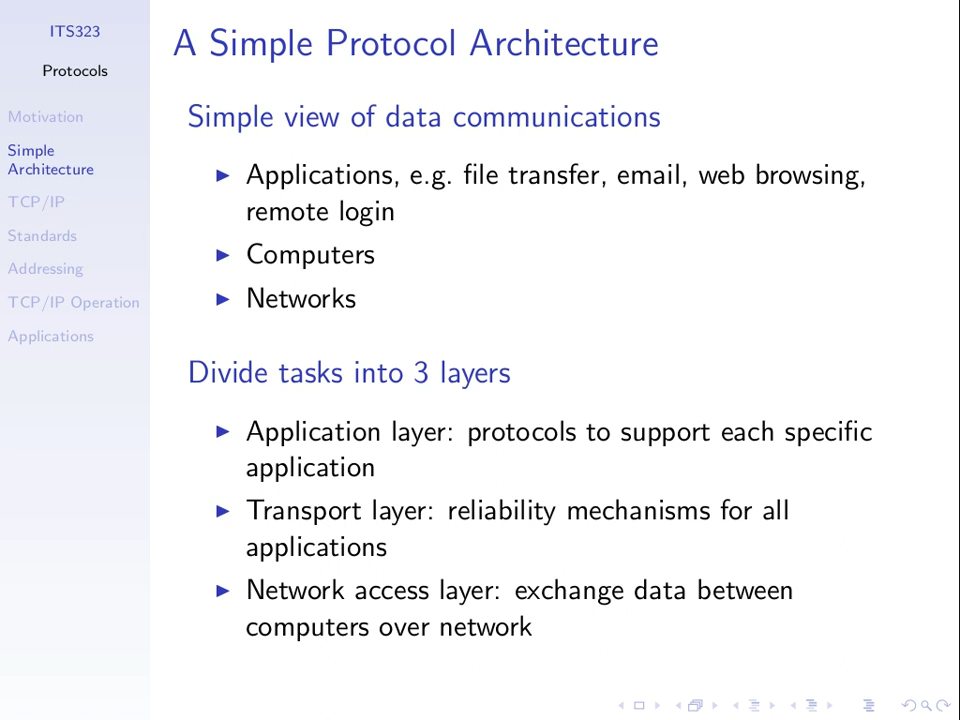 ITS323
Protocols
Motivation
Simple
Architecture
TCP/IP
Standards
Addressing
TCP/IP Operation
Applications
A Simple Protocol Architecture
Simple view of data communications
Applications, e.g. file transfer, email, web browsing,
remote login
Computers
Networks
Divide tasks into 3 layers
Application layer: protocols to support each specific
application
Transport layer: reliability mechanisms for all
applications
Network access layer: exchange data between
computers over network